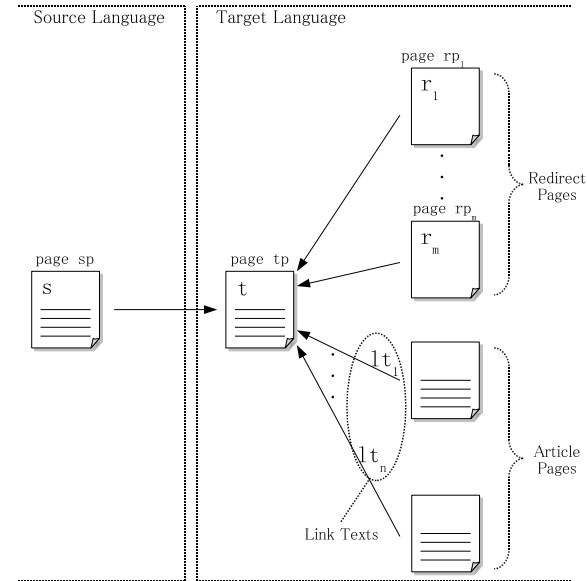 Source Language
Target Language
page rp1
r1
Redirect
Pages
page rpm
rm
page sp
s
page tp
t
lt1
ltn
Article
Pages
Link Texts